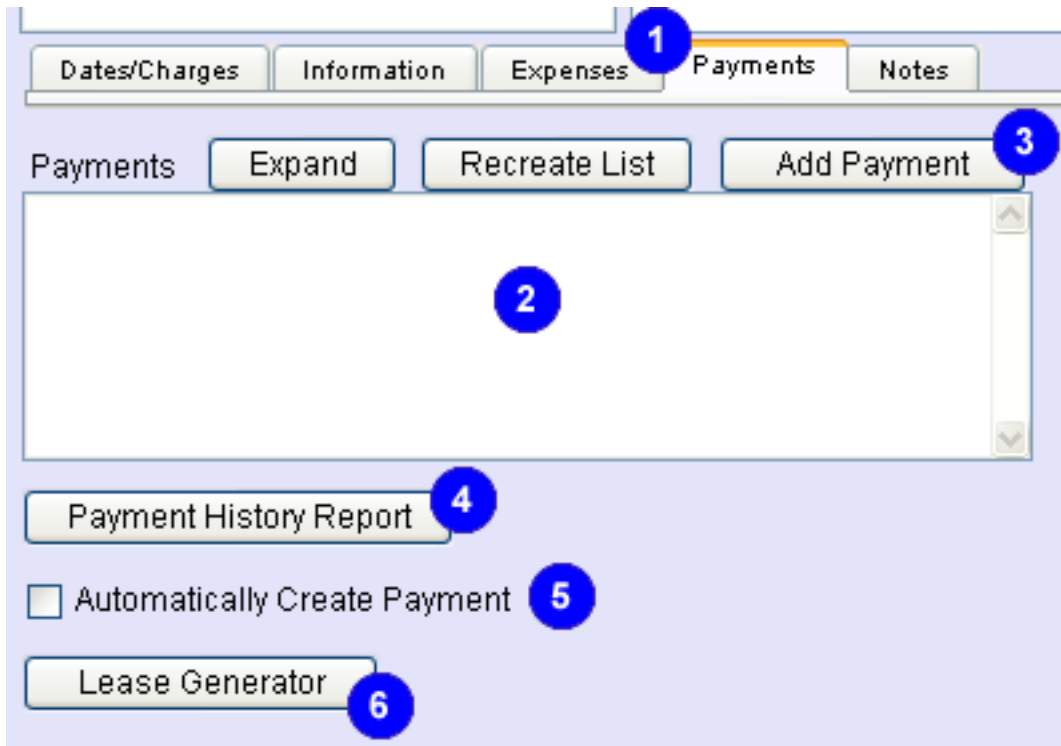 Dates/Charges Information Expenses 1 Payments Notes
Payments Expand Recreate List Add Payment 3
2
Payment History Report 4
Automatically Create Payment 5
Lease Generator 6